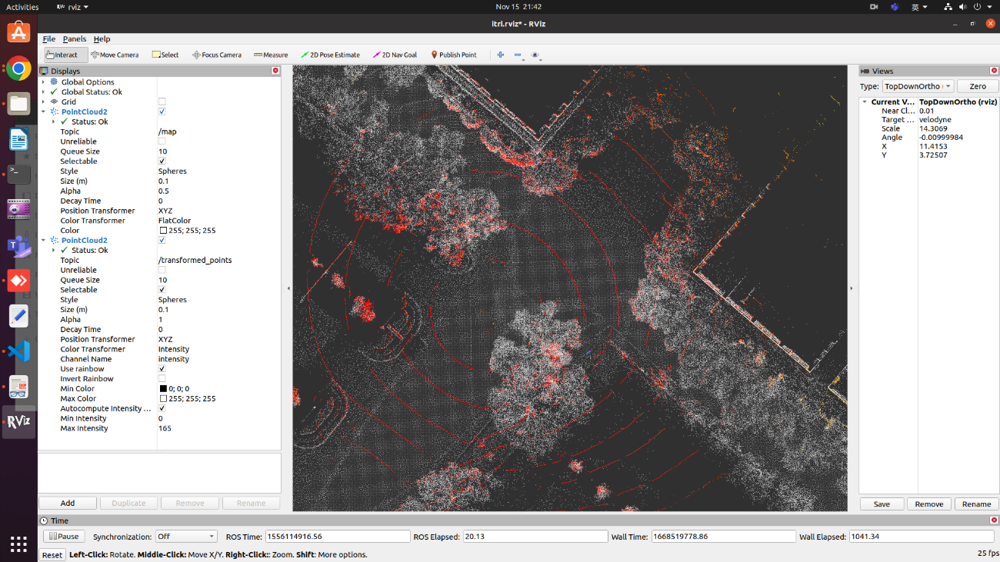 Activities rviz Nov 15 21:42 英
itri.rviz* - RViz
File Panels Help
Interact Move Camera Select Focus Camera Measure 2D Pose Estimate 2D Nav Goal Publish Point
Displays
Global Options
Global Status: Ok
Grid
PointCloud2
Status: Ok
Topic /map
Unreliable
Queue Size 10
Selectable
Style Spheres
Size (m) 0.1
Alpha 0.5
Decay Time 0
Position Transformer XYZ
Color Transformer FlatColor
Color 255; 255; 255
PointCloud2
Status: Ok
Topic /transformed_points
Unreliable
Queue Size 10
Selectable
Style Spheres
Size (m) 0.1
Alpha 1
Decay Time 0
Position Transformer XYZ
Color Transformer Intensity
Channel Name intensity
Use rainbow
Invert Rainbow
Min Color 0; 0; 0
Max Color 255; 255; 255
Autocompute Intensity ...
Min Intensity 0
Max Intensity 165
Add Duplicate Remove Rename
Views
Type: TopDownOrtho ( Zero
Current V... TopDownOrtho (rviz)
Near Cl... 0.01
Target ... velodyne
Scale 14.3069
Angle -0.00999984
X 11.4153
Y 3.72507
Save Remove Rename
Time
Pause Synchronization: Off ROS Time: 1556114916.56 ROS Elapsed: 20.13 Wall Time: 1668519778.86 Wall Elapsed: 1041.34
Reset Left-Click: Rotate. Middle-Click: Move X/Y. Right-Click:: Zoom. Shift: More options. 25 fps
RViz